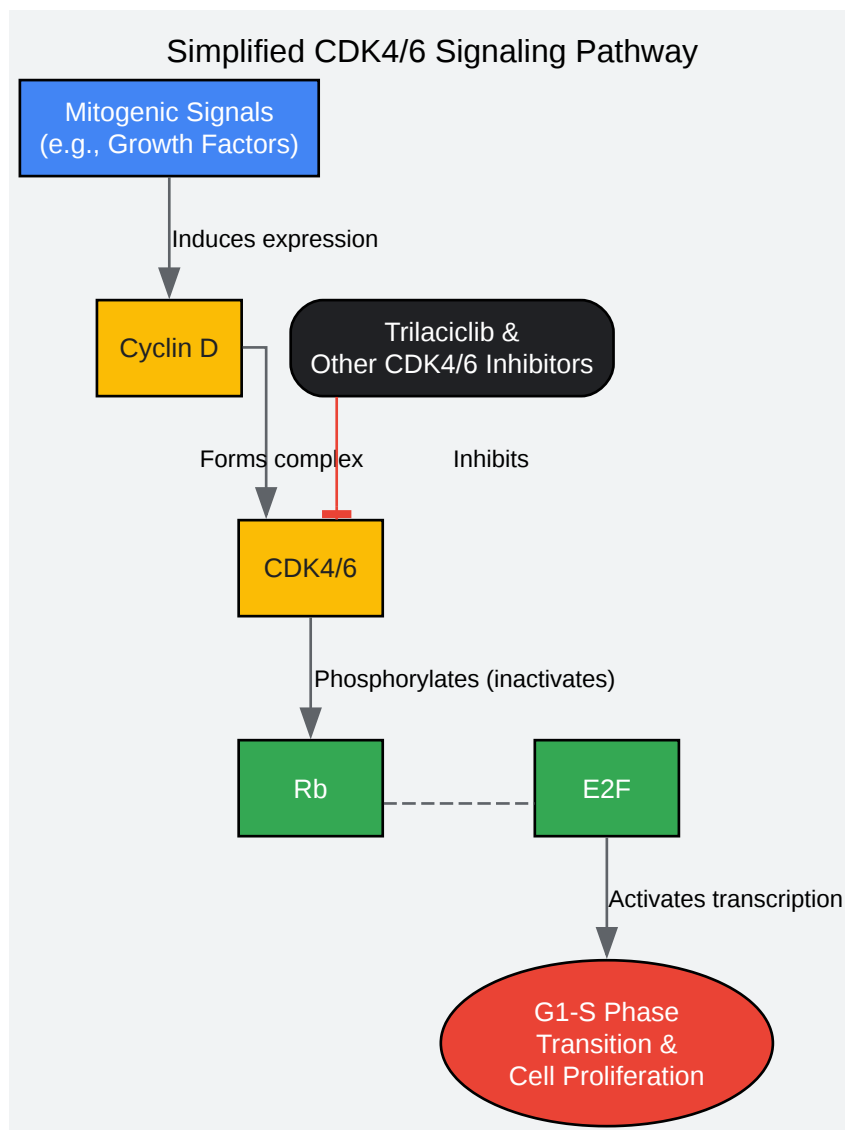 Simplified CDK4/6 Signaling Pathway
Mitogenic Signals
(e.g., Growth Factors)
Induces expression
Cyclin D
Trilaciclib &
Other CDK4/6 Inhibitors
Forms complex
Inhibits
CDK4/6
Phosphorylates (inactivates)
Rb
E2F
Activates transcription
G1-S Phase
Transition &
Cell Proliferation